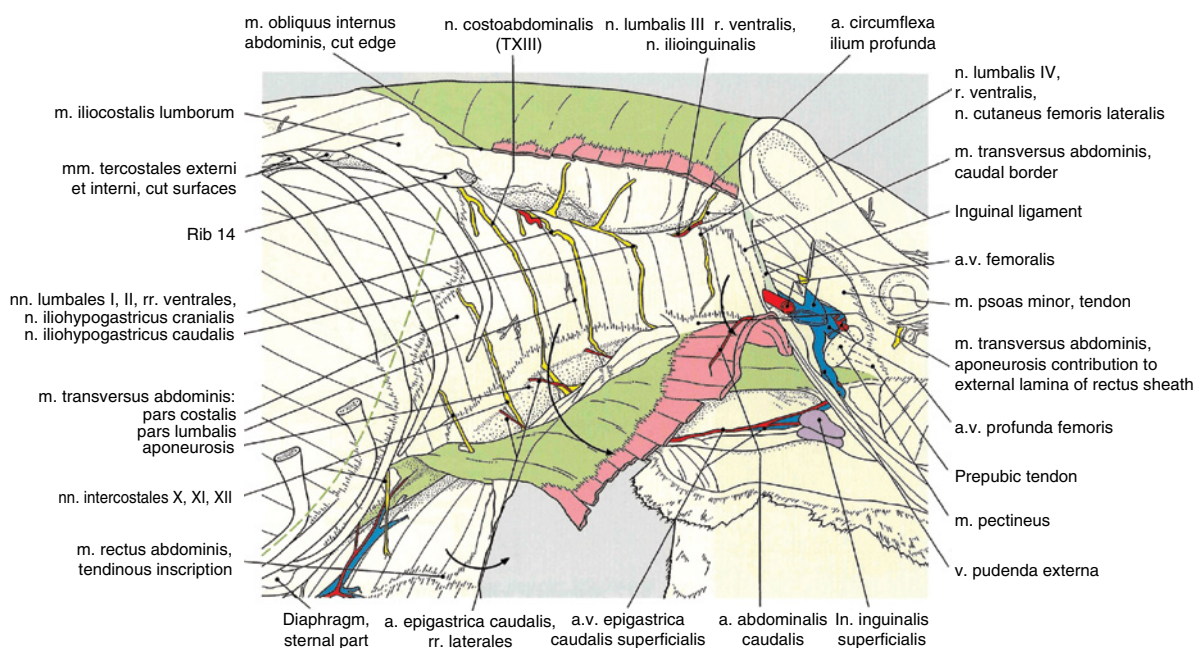 m. obliquus internus
abdominis, cut edge
n. costoabdominalis
(TXIII)
n. lumbalis III r. ventralis,
n. ilioinguinalis
a. circumflexa
ilium profunda
m. iliocostalis lumborum
mm. tercostales externi
et interni, cut surfaces
Rib 14
nn. lumbales I, II, rr. ventrales,
n. iliohypogastricus cranialis
n. iliohypogastricus caudalis
m. transversus abdominis:
pars costalis
pars lumbalis
aponeurosis
nn. intercostales X, XI, XII
m. rectus abdominis,
tendinous inscription
n. lumbalis IV,
r. ventralis,
n. cutaneus femoris lateralis
m. transversus abdominis,
caudal border
Inguinal ligament
a.v. femoralis
m. psoas minor, tendon
m. transversus abdominis,
aponeurosis contribution to
external lamina of rectus sheath
a.v. profunda femoris
Prepubic tendon
m. pectineus
v. pudenda externa
Diaphragm,
sternal part
a. epigastrica caudalis,
rr. laterales
a.v. epigastrica
caudalis superficialis
a. abdominalis
caudalis
ln. inguinalis
superficialis